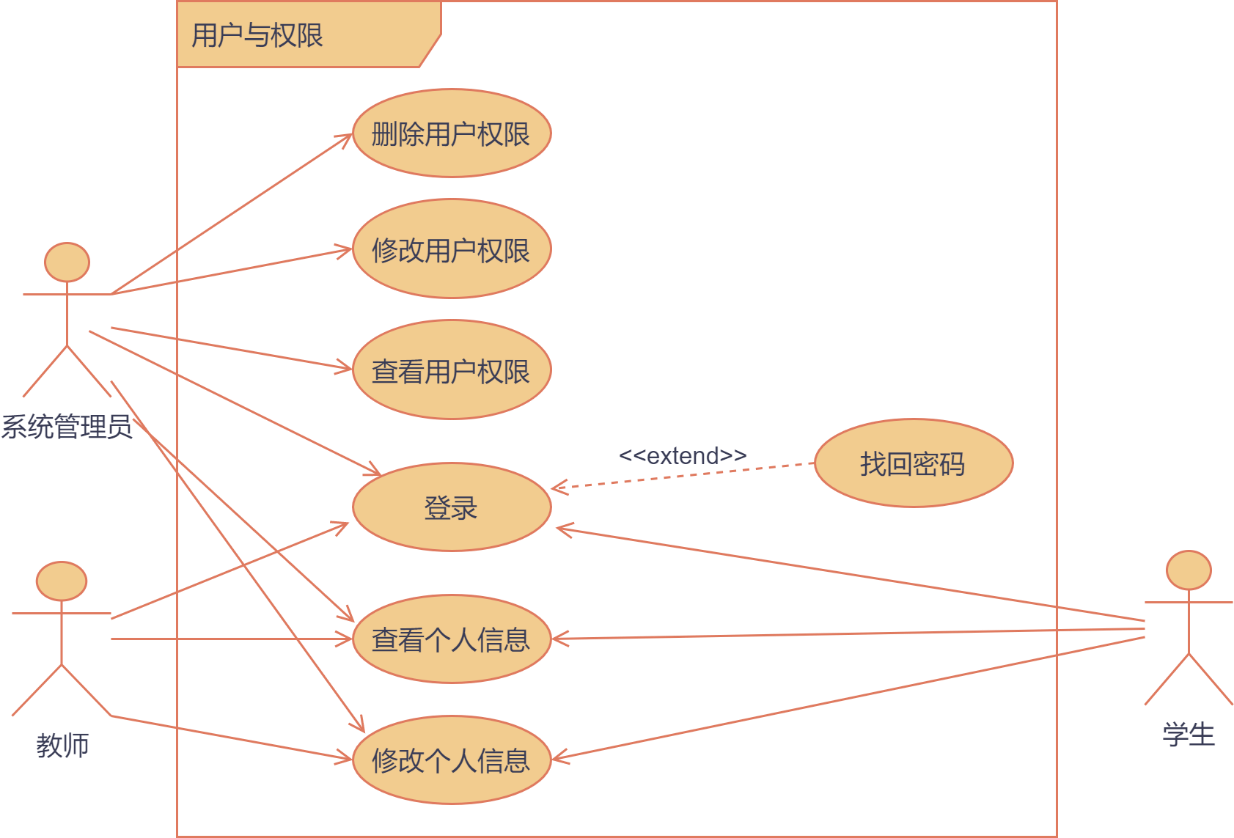 用户与权限
删除用户权限
修改用户权限
查看用户权限
系统管理员
<<extend>>
找回密码
登录
查看个人信息
教师
学生
修改个人信息